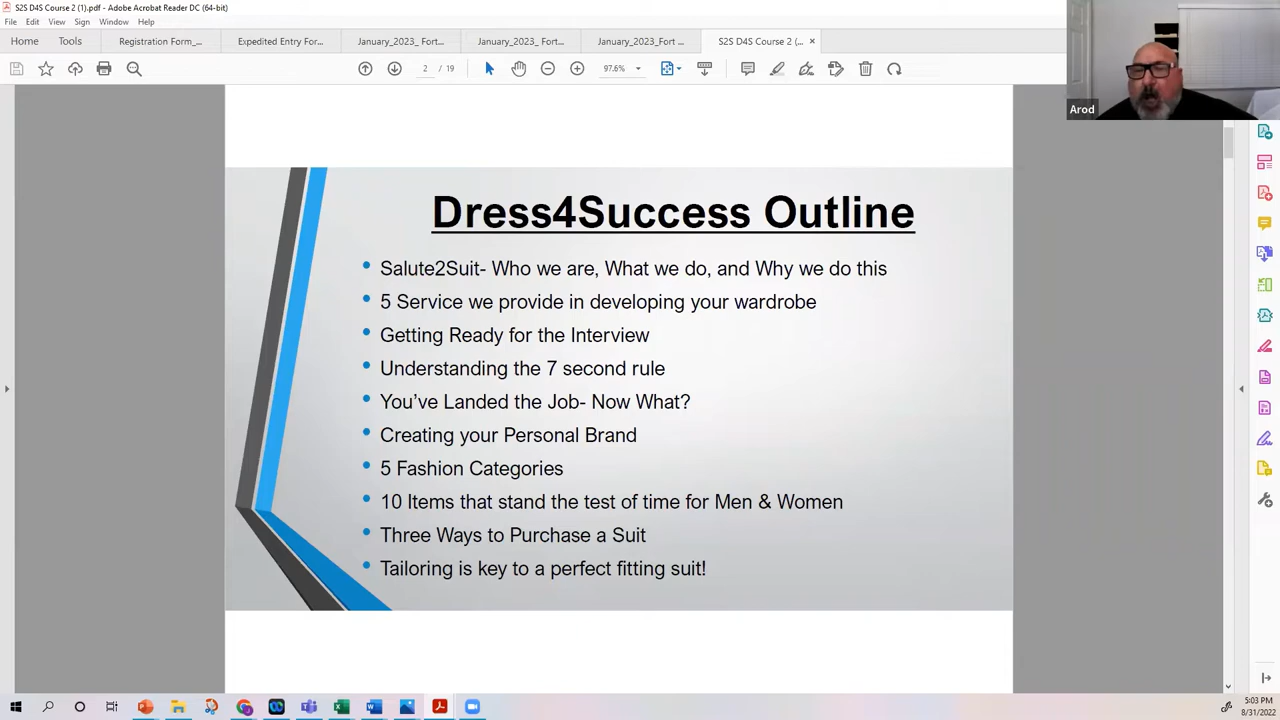 S2S D4S Course 2 (1).pdf - Adobe Acrobat Reader DC (64-bit)
File Edit View Sign Window Help
Home Tools Registration Form_... Expedited Entry For... January_2023_ Fort... January_2023_ Fort... January_2023_Fort ... S2S D4S Course 2 (... ×
2 / 19 97.6%
Arod
Dress4Success Outline
• Salute2Suit- Who we are, What we do, and Why we do this
• 5 Service we provide in developing your wardrobe
• Getting Ready for the Interview
• Understanding the 7 second rule
• You've Landed the Job- Now What?
• Creating your Personal Brand
• 5 Fashion Categories
• 10 Items that stand the test of time for Men & Women
• Three Ways to Purchase a Suit
• Tailoring is key to a perfect fitting suit!
5:03 PM
8/31/2022